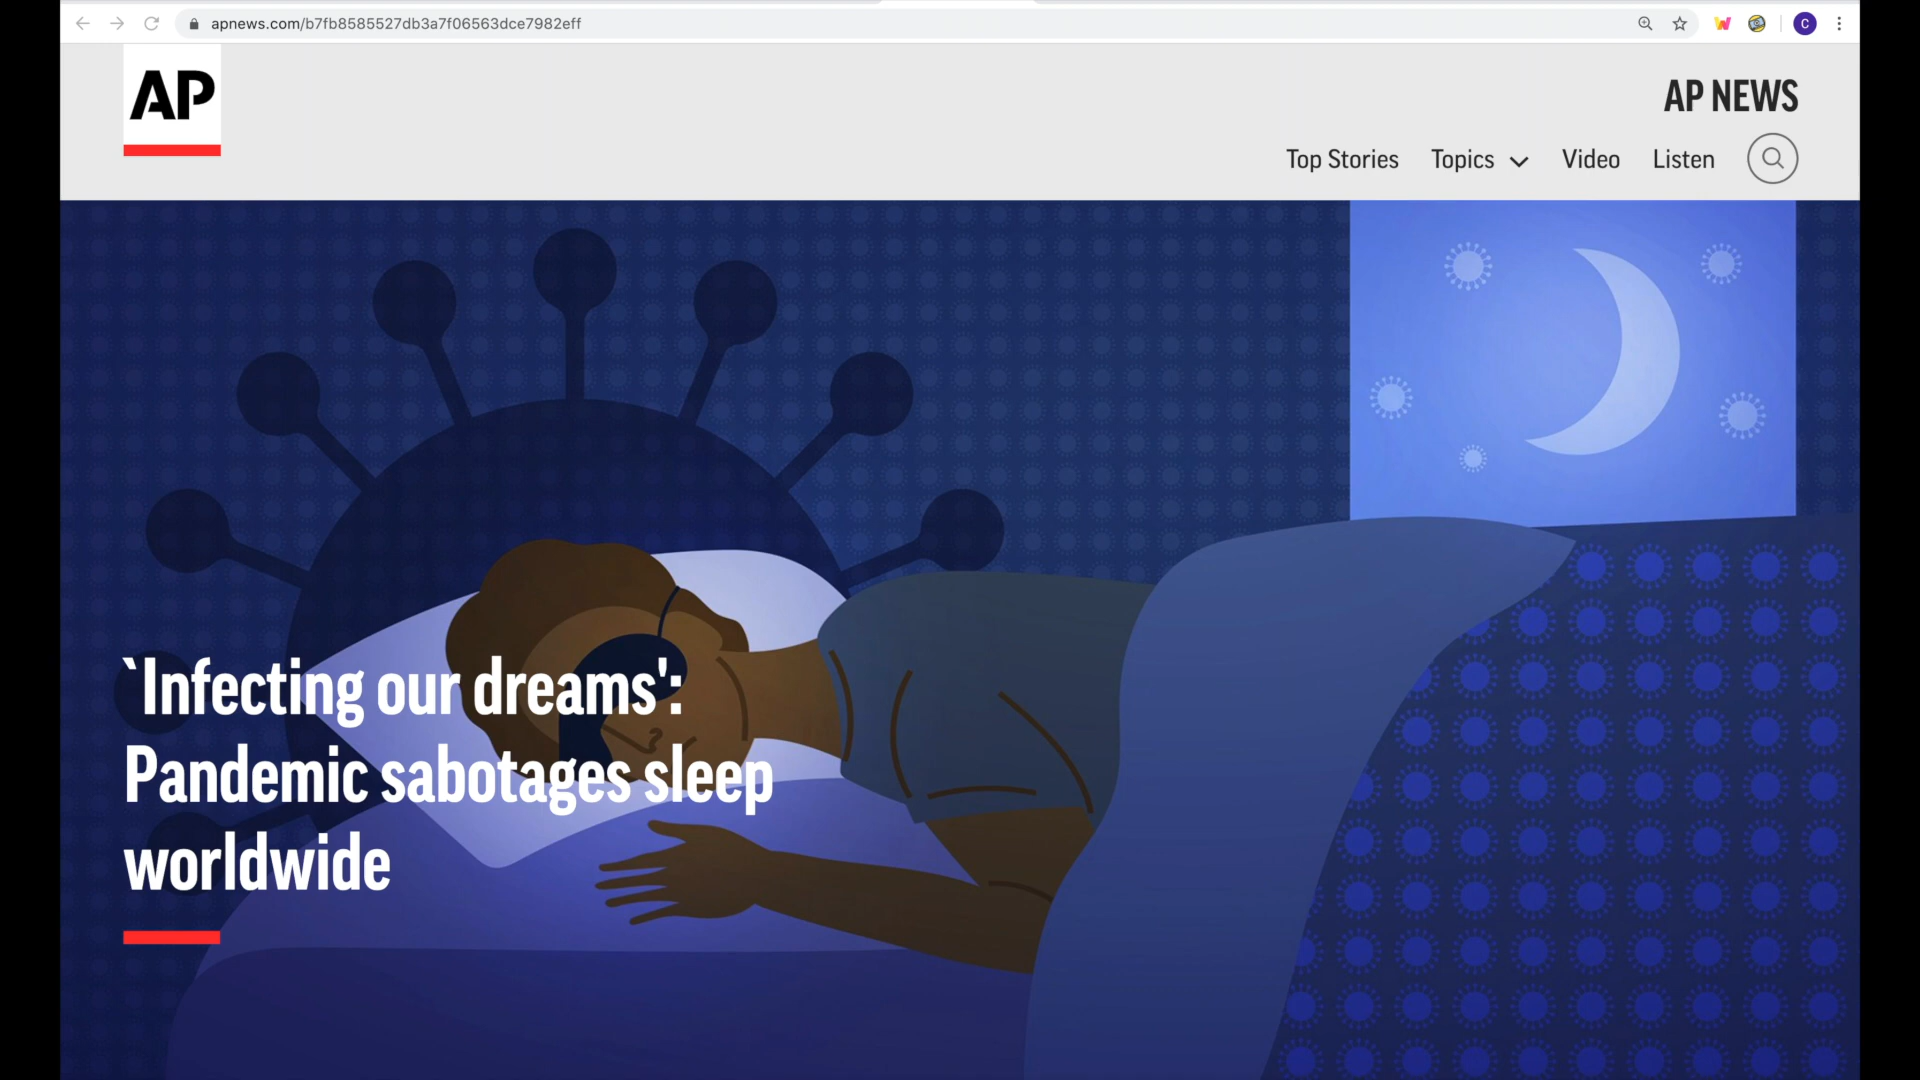 apnews.com/b7fb8585527db3a7f06563dce7982eff
C
AP
AP NEWS
Top Stories
Topics
Video
Listen
`Infecting our dreams':
Pandemic sabotages sleep
worldwide